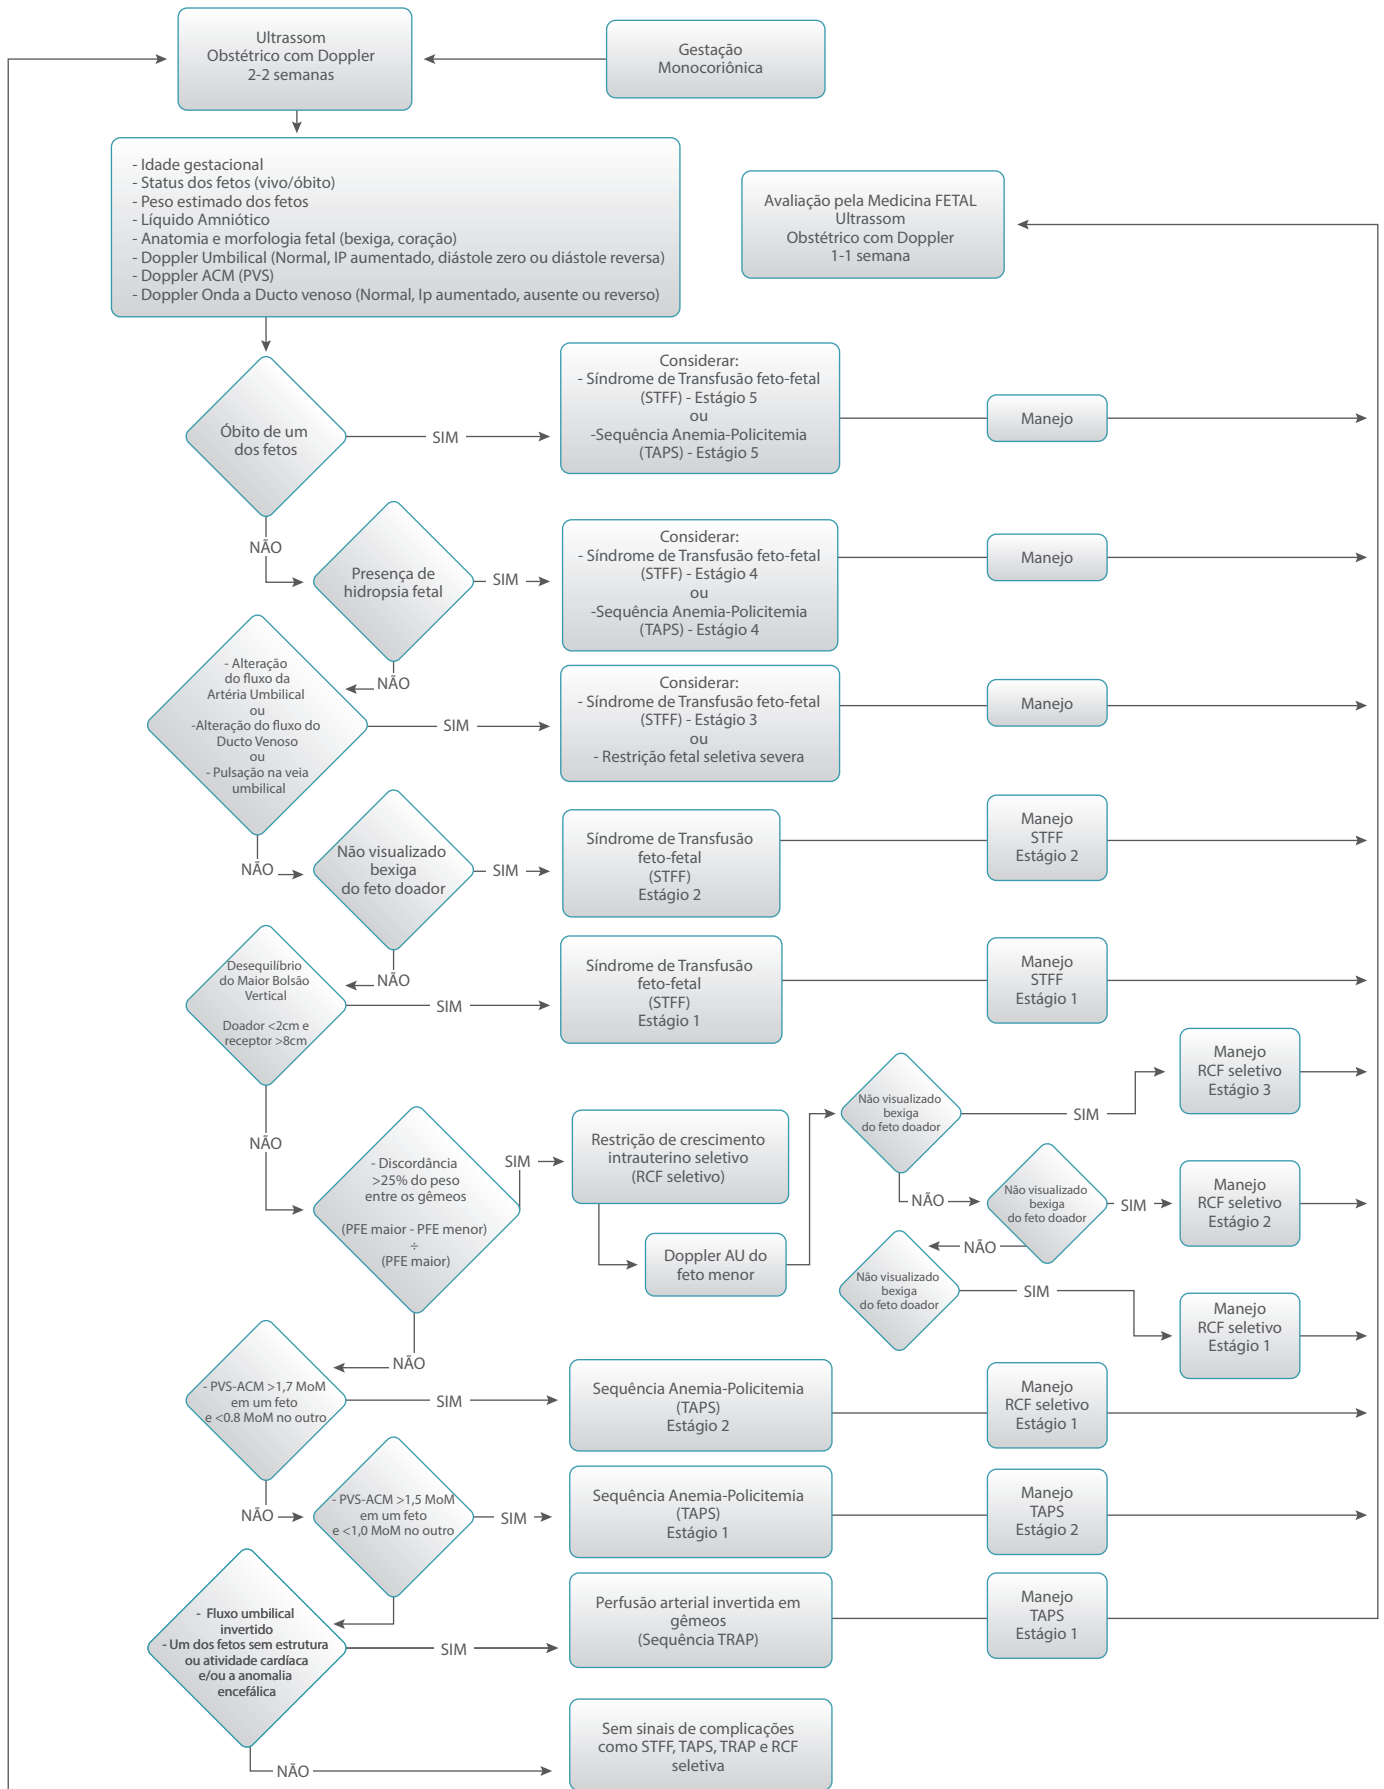 Ultrassom
Obstétrico com Doppler
2-2 semanas
Gestação
Monocoriônica
- Idade gestacional
- Status dos fetos (vivo/óbito)
- Peso estimado dos fetos
- Líquido Amniótico
- Anatomia e morfologia fetal (bexiga, coração)
- Doppler Umbilical (Normal, IP aumentado, diástole zero ou diástole reversa)
- Doppler ACM (PVS)
- Doppler Onda a Ducto venoso (Normal, Ip aumentado, ausente ou reverso)
Avaliação pela Medicina FETAL
Ultrassom
Obstétrico com Doppler
1-1 semana
Óbito de um
dos fetos
SIM
Considerar:
- Síndrome de Transfusão feto-fetal
(STFF) - Estágio 5
ou
-Sequência Anemia-Policitemia
(TAPS) - Estágio 5
Manejo
NÃO
Presença de
hidropsia fetal
SIM
Considerar:
- Síndrome de Transfusão feto-fetal
(STFF) - Estágio 4
ou
-Sequência Anemia-Policitemia
(TAPS) - Estágio 4
Manejo
NÃO
- Alteração
do fluxo da
Artéria Umbilical
ou
-Alteração do fluxo do
Ducto Venoso
ou
- Pulsação na veia
umbilical
SIM
Considerar:
- Síndrome de Transfusão feto-fetal
(STFF) - Estágio 3
ou
- Restrição fetal seletiva severa
Manejo
NÃO
Não visualizado
bexiga
do feto doador
SIM
Síndrome de Transfusão
feto-fetal
(STFF)
Estágio 2
Manejo
STFF
Estágio 2
NÃO
Desequilíbrio
do Maior Bolsão
Vertical
Doador <2cm e
receptor >8cm
SIM
Síndrome de Transfusão
feto-fetal
(STFF)
Estágio 1
Manejo
STFF
Estágio 1
NÃO
- Discordância
>25% do peso
entre os gêmeos
(PFE maior - PFE menor)
÷
(PFE maior)
SIM
Restrição de crescimento
intrauterino seletivo
(RCF seletivo)
Doppler AU do
feto menor
Não visualizado
bexiga
do feto doador
SIM
Manejo
RCF seletivo
Estágio 3
NÃO
Não visualizado
bexiga
do feto doador
SIM
Manejo
RCF seletivo
Estágio 2
NÃO
Não visualizado
bexiga
do feto doador
SIM
Manejo
RCF seletivo
Estágio 1
NÃO
- PVS-ACM >1,7 MoM
em um feto
e <0.8 MoM no outro
SIM
Sequência Anemia-Policitemia
(TAPS)
Estágio 2
Manejo
RCF seletivo
Estágio 1
NÃO
- PVS-ACM >1,5 MoM
em um feto
e <1,0 MoM no outro
SIM
Sequência Anemia-Policitemia
(TAPS)
Estágio 1
Manejo
TAPS
Estágio 2
- Fluxo umbilical
invertido
- Um dos fetos sem estrutura
ou atividade cardíaca
e/ou a anomalia
encefálica
SIM
Perfusão arterial invertida em
gêmeos
(Sequência TRAP)
Manejo
TAPS
Estágio 1
NÃO
Sem sinais de complicações
como STFF, TAPS, TRAP e RCF
seletiva